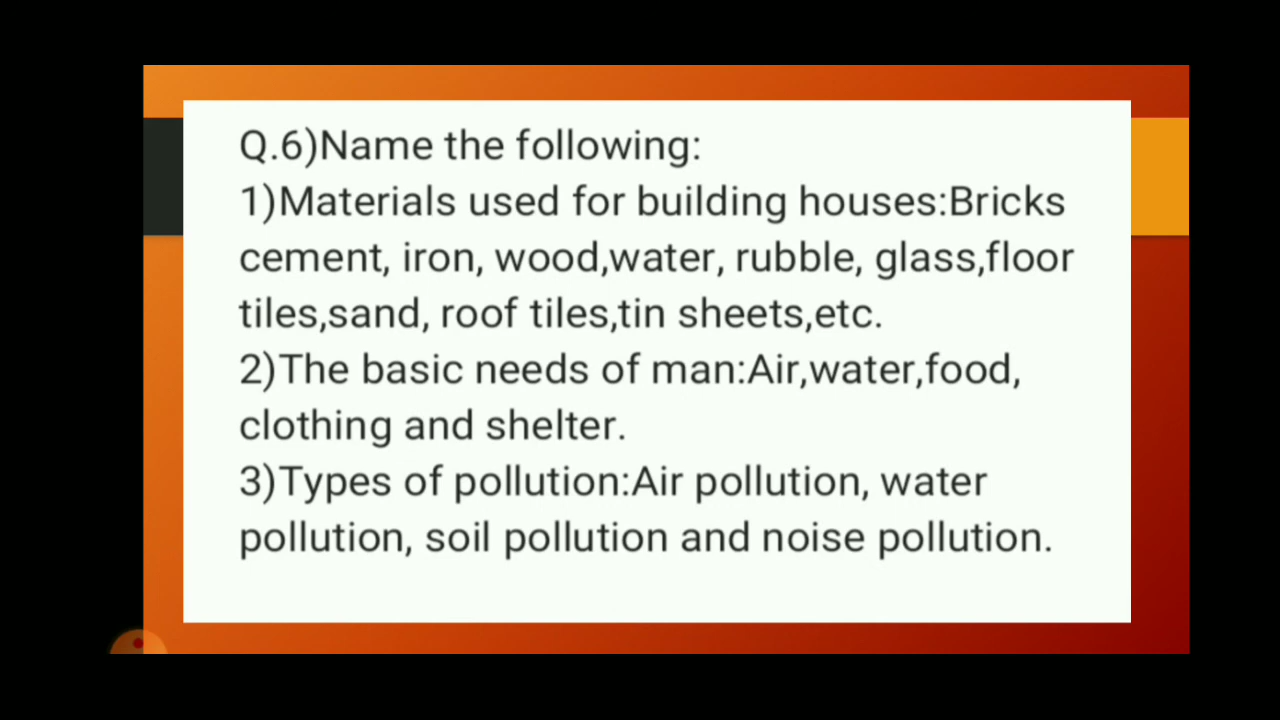 Q.6)Name the following:
1)Materials used for building houses:Bricks
cement, iron, wood,water, rubble, glass,floor
tiles,sand, roof tiles,tin sheets,etc.
2)The basic needs of man:Air,water,food,
clothing and shelter.
3)Types of pollution:Air pollution, water
pollution, soil pollution and noise pollution.